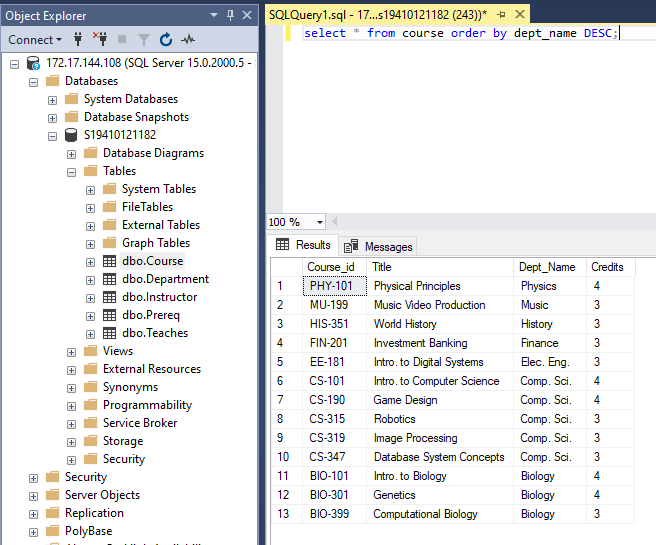 Object Explorer
Connect
172.17.144.108 (SQL Server 15.0.2000.5 - S
Databases
System Databases
Database Snapshots
S19410121182
Database Diagrams
Tables
System Tables
FileTables
External Tables
Graph Tables
dbo.Course
dbo.Department
dbo.Instructor
dbo.Prereq
dbo.Teaches
Views
External Resources
Synonyms
Programmability
Service Broker
Storage
Security
Security
Server Objects
Replication
PolyBase
SQLQuery1.sql - 17...s19410121182 (243))*
select * from course order by dept_name DESC;
100 %
Results Messages
Course_id Title Dept_Name Credits
1 PHY-101 Physical Principles Physics 4
2 MU-199 Music Video Production Music 3
3 HIS-351 World History History 3
4 FIN-201 Investment Banking Finance 3
5 EE-181 Intro. to Digital Systems Elec. Eng. 3
6 CS-101 Intro. to Computer Science Comp. Sci. 4
7 CS-190 Game Design Comp. Sci. 4
8 CS-315 Robotics Comp. Sci. 3
9 CS-319 Image Processing Comp. Sci. 3
10 CS-347 Database System Concepts Comp. Sci. 3
11 BIO-101 Intro. to Biology Biology 4
12 BIO-301 Genetics Biology 4
13 BIO-399 Computational Biology Biology 3